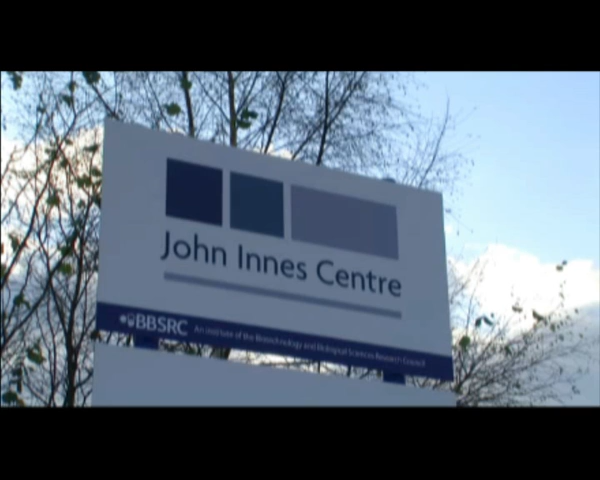 John Innes Centre
BBSRC An institute of the Biotechnology and Biological Sciences Research Council